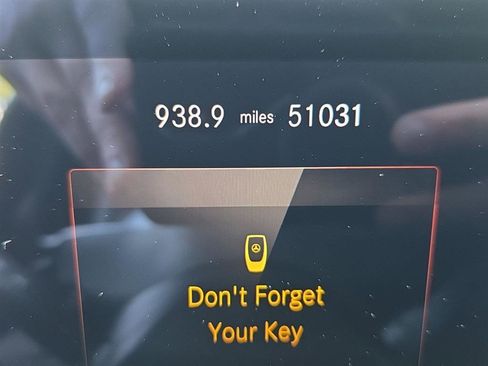 938.9 miles 51031
Don't Forget
Your Key